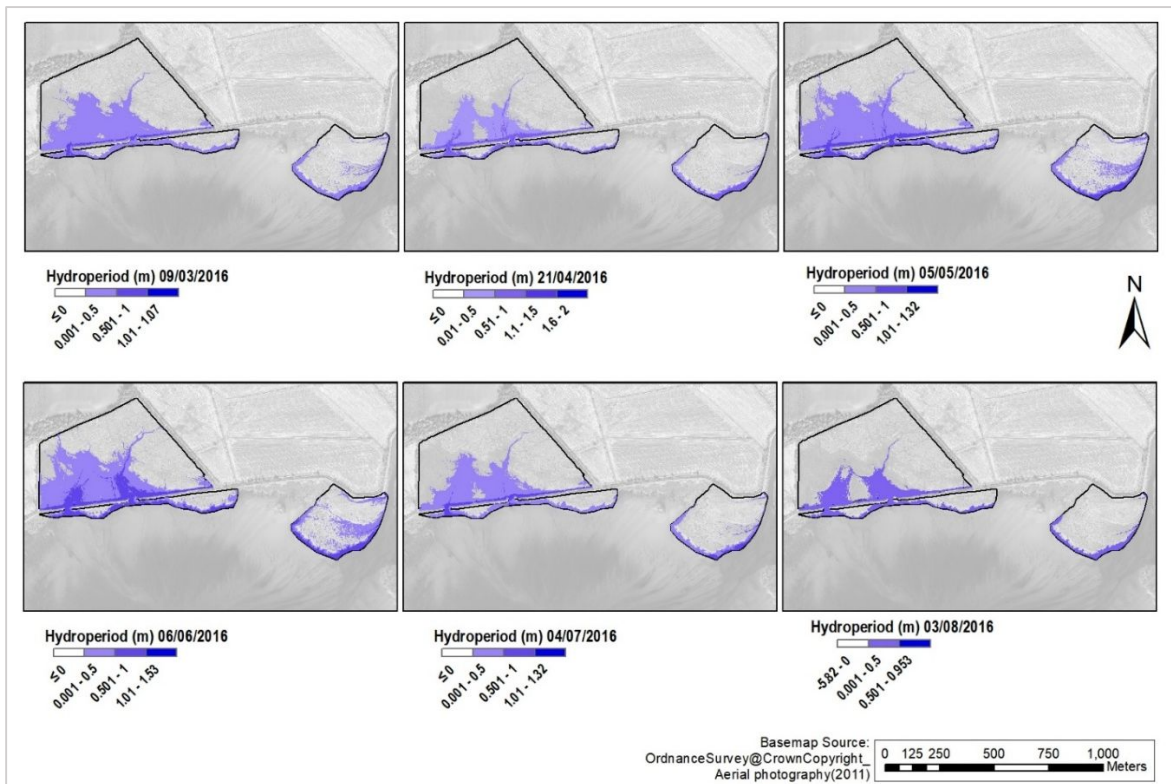 Hydroperiod (m) 09/03/2016
≤ 0
0.001 - 0.5
0.501 - 1
1.01 - 1.07
Hydroperiod (m) 21/04/2016
≤ 0
0.01 - 0.5
0.51 - 1
1.1 - 1.5
1.6 - 2
Hydroperiod (m) 05/05/2016
≤ 0
0.001 - 0.5
0.501 - 1
1.01 - 1.32
N
Hydroperiod (m) 06/06/2016
≤ 0
0.001 - 0.5
0.501 - 1
1.01 - 1.53
Hydroperiod (m) 04/07/2016
≤ 0
0.001 - 0.5
0.501 - 1
1.01 - 1.32
Hydroperiod (m) 03/08/2016
-5.82 - 0
0.001 - 0.5
0.501 - 0.953
Basemap Source:
OrdnanceSurvey@CrownCopyright_
Aerial photography(2011)
0 125 250 500 750 1,000
Meters